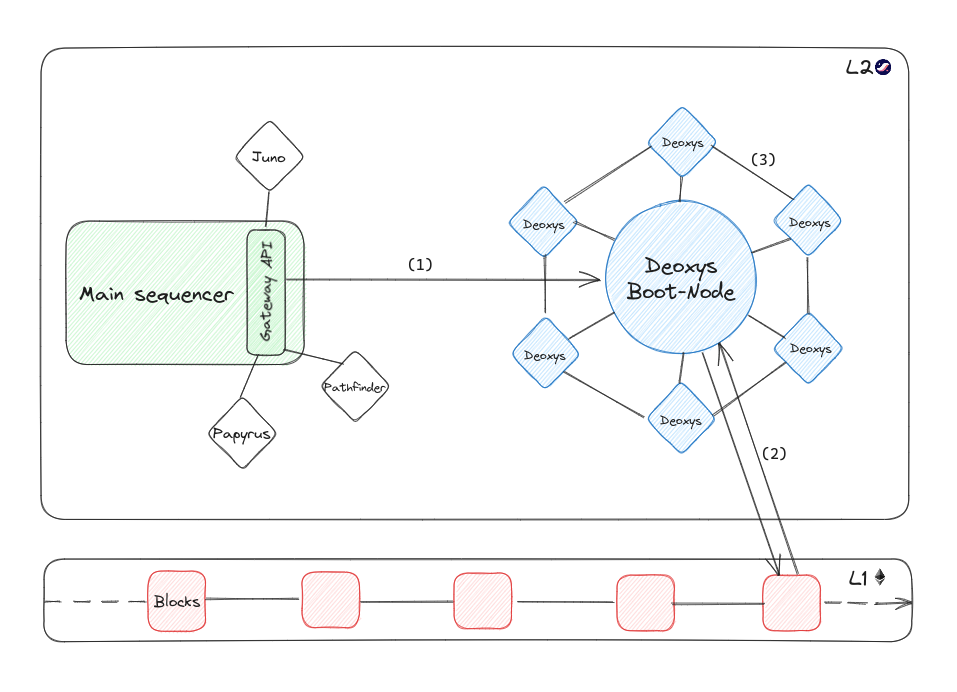 L2
Juno
Deoxys
(3)
Deoxys
Deoxys
Gateway API
(1)
Main sequencer
Deoxys
Boot-Node
Deoxys
Deoxys
Pathfinder
Papyrus
Deoxys
(2)
L1
Blocks